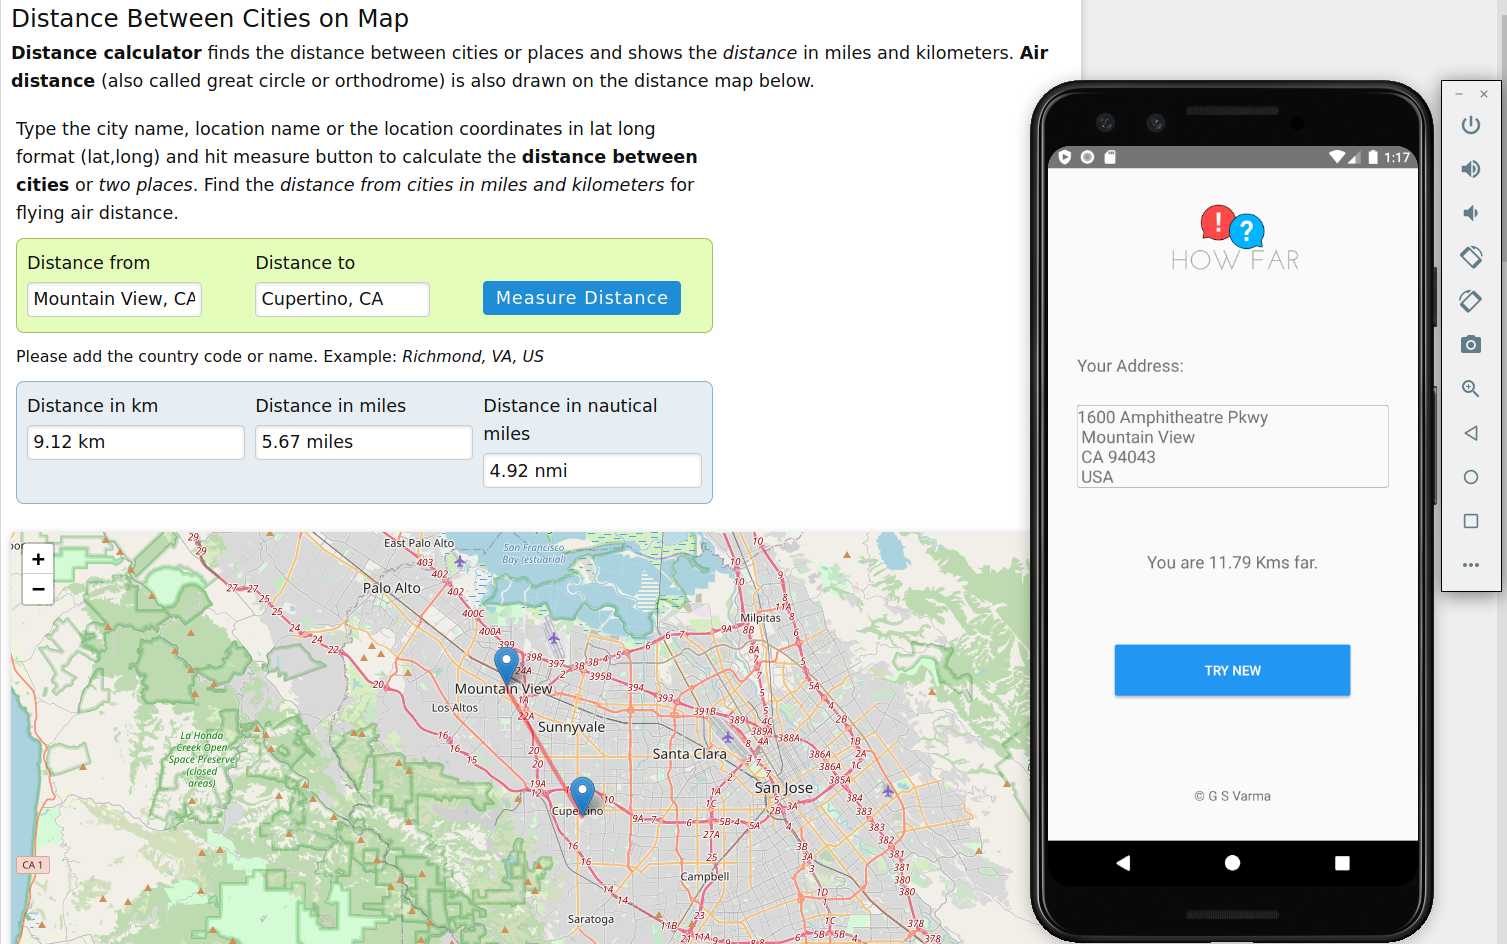 Distance Between Cities on Map
Distance calculator finds the distance between cities or places and shows the distance in miles and kilometers. Air
distance (also called great circle or orthodrome) is also drawn on the distance map below.
Type the city name, location name or the location coordinates in lat long
format (lat,long) and hit measure button to calculate the distance between
cities or two places. Find the distance from cities in miles and kilometers for
flying air distance.
Distance from
Distance to
Mountain View, CA
Cupertino, CA
Measure Distance
Please add the country code or name. Example: Richmond, VA, US
Distance in km
Distance in miles
Distance in nautical
miles
9.12 km
5.67 miles
4.92 nmi
+
−
East Palo Alto
San Francisco
Bay (estuarial)
Palo Alto
Milpitas
Mountain View
Los Altos
Sunnyvale
La Honda
Creek Open
Space Preserve
(closed
areas)
Santa Clara
San Jose
Cupertino
CA 1
Campbell
Saratoga
1:17
! ?
HOW FAR
Your Address:
1600 Amphitheatre Pkwy
Mountain View
CA 94043
USA
You are 11.79 Kms far.
TRY NEW
© G S Varma